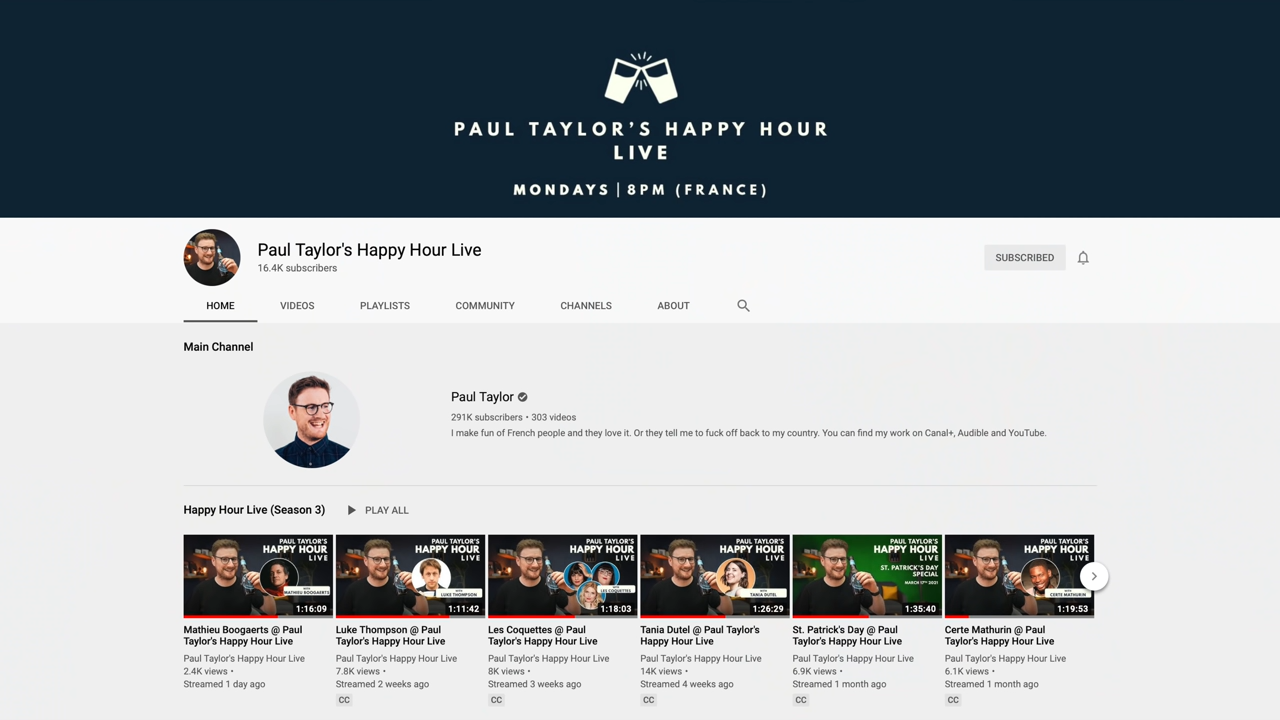 PAUL TAYLOR'S HAPPY HOUR
LIVE
MONDAYS | 8PM (FRANCE)
Paul Taylor's Happy Hour Live
16.4K subscribers
SUBSCRIBED
HOME
VIDEOS
PLAYLISTS
COMMUNITY
CHANNELS
ABOUT
Main Channel
Paul Taylor
291K subscribers • 303 videos
I make fun of French people and they love it. Or they tell me to fuck off back to my country. You can find my work on Canal+, Audible and YouTube.
Happy Hour Live (Season 3)
PLAY ALL
PAUL TAYLOR'S
HAPPY HOUR
LIVE
WITH
MATHIEU BOOGAERTS
1:16:09
Mathieu Boogaerts @ Paul
Taylor's Happy Hour Live
Paul Taylor's Happy Hour Live
2.4K views •
Streamed 1 day ago
PAUL TAYLOR'S
HAPPY HOUR
LIVE
WITH
LUKE THOMPSON
1:11:42
Luke Thompson @ Paul
Taylor's Happy Hour Live
Paul Taylor's Happy Hour Live
7.8K views •
Streamed 2 weeks ago
CC
PAUL TAYLOR'S
HAPPY HOUR
LIVE
WITH
LES COQUETTES
1:18:03
Les Coquettes @ Paul
Taylor's Happy Hour Live
Paul Taylor's Happy Hour Live
8K views •
Streamed 3 weeks ago
CC
PAUL TAYLOR'S
HAPPY HOUR
LIVE
WITH
TANIA DUTEL
1:26:29
Tania Dutel @ Paul Taylor's
Happy Hour Live
Paul Taylor's Happy Hour Live
14K views •
Streamed 4 weeks ago
CC
PAUL TAYLOR'S
HAPPY HOUR
LIVE
ST. PATRICK'S DAY
SPECIAL
MARCH 17TH 2021
1:35:40
St. Patrick's Day @ Paul
Taylor's Happy Hour Live
Paul Taylor's Happy Hour Live
6.9K views •
Streamed 1 month ago
CC
PAUL TAYLOR'S
HAPPY HOUR
LIVE
WITH
CERTE MATHURIN
1:19:53
Certe Mathurin @ Paul
Taylor's Happy Hour Live
Paul Taylor's Happy Hour Live
6.1K views •
Streamed 1 month ago
CC